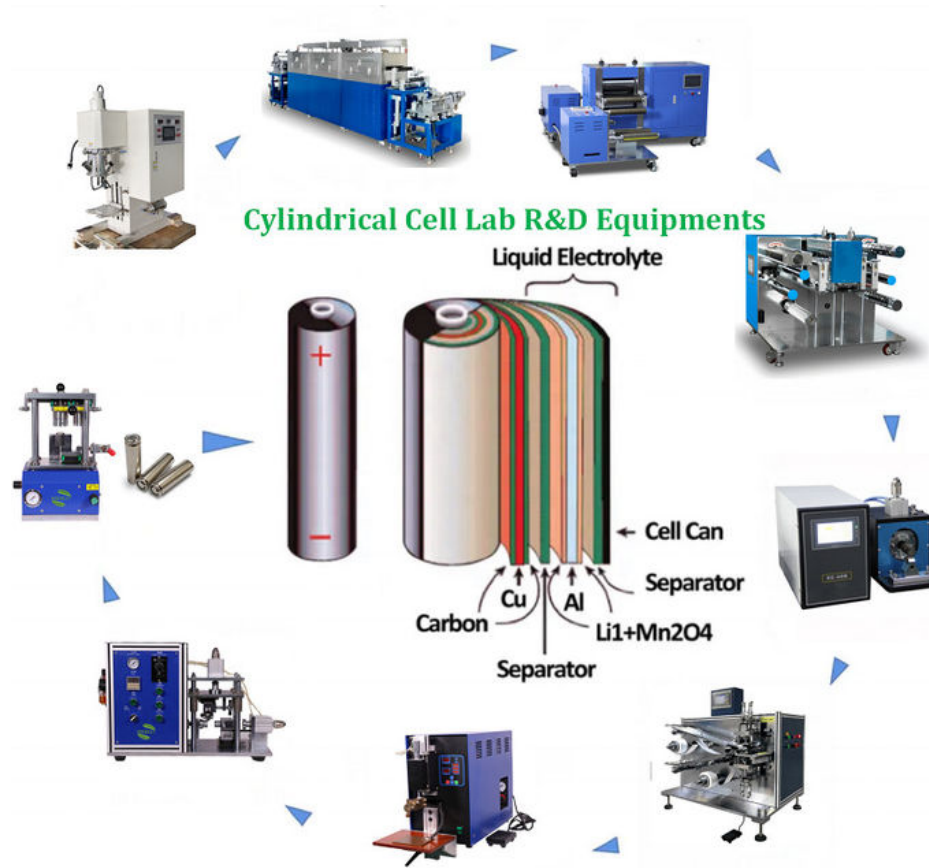 Cylindrical Cell Lab R&D Equipments
Liquid Electrolyte
+
−
Cell Can
Cu
Al
Separator
Carbon
Li1+Mn2O4
Separator